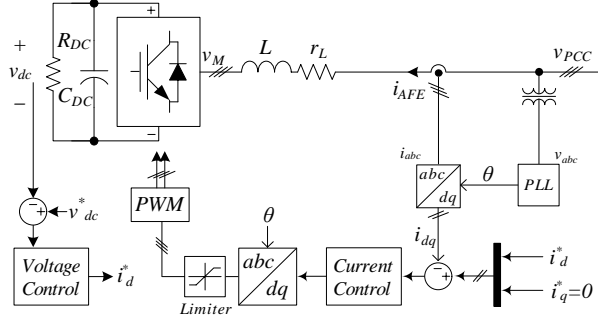 +
R_DC
v_dc
−
C_DC
+
−
v_M
L
r_L
i_AFE
v_PCC
i_abc
v_abc
abc
dq
θ
PLL
PWM
− +
v*_dc
Voltage
Control
i*_d
Limiter
θ
abc
dq
Current
Control
i_dq
− +
i*_d
i*_q=0